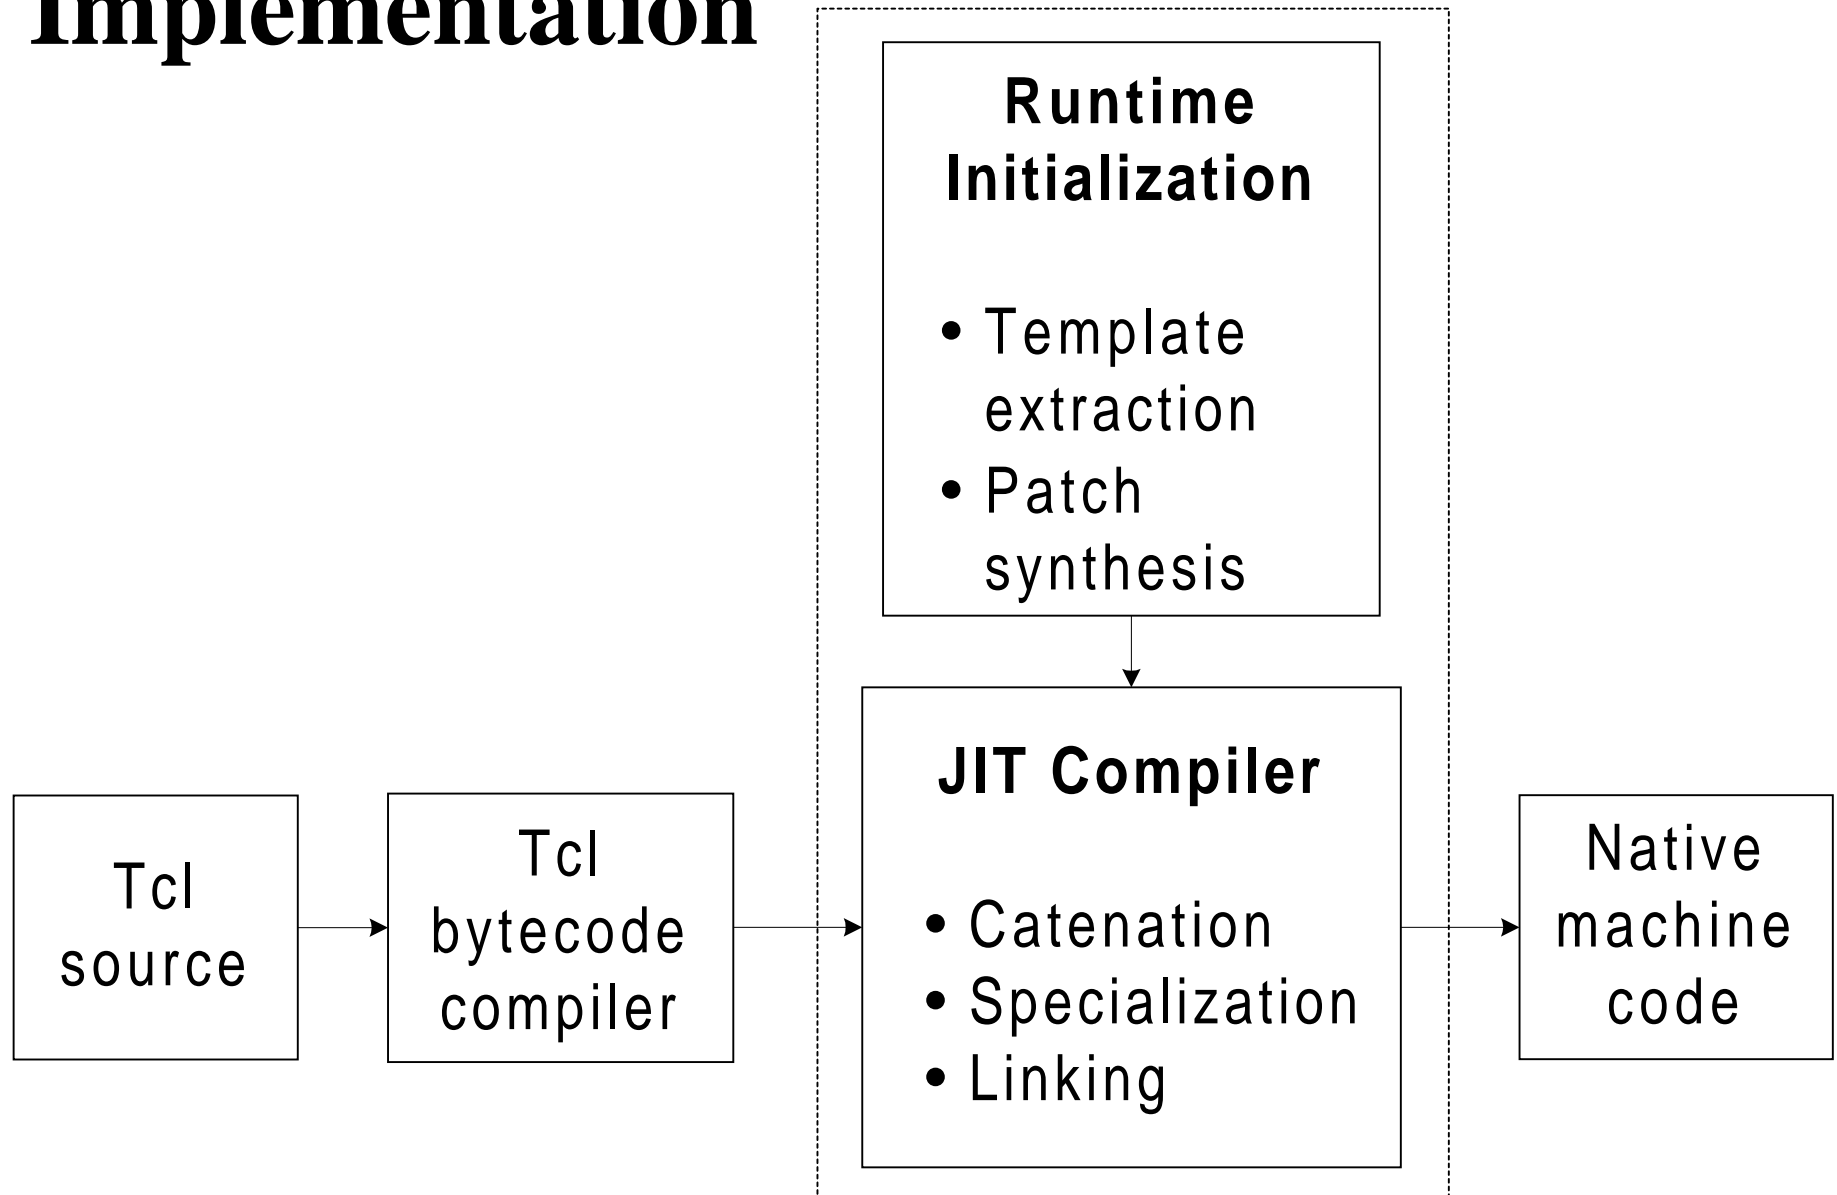 Implementation
Runtime
Initialization
• Template
extraction
• Patch
synthesis
JIT Compiler
• Catenation
• Specialization
• Linking
Tcl
source
Tcl
bytecode
compiler
Native
machine
code